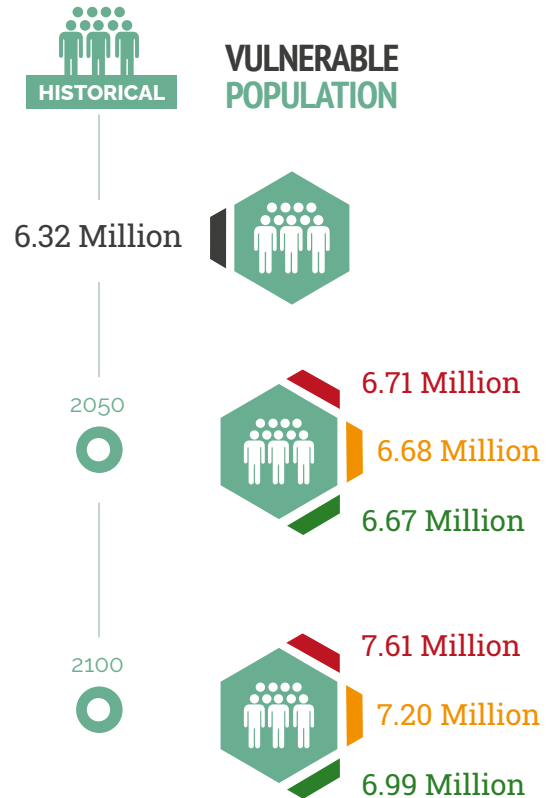 HISTORICAL
VULNERABLE
POPULATION
6.32 Million
2050
6.71 Million
6.68 Million
6.67 Million
2100
7.61 Million
7.20 Million
6.99 Million